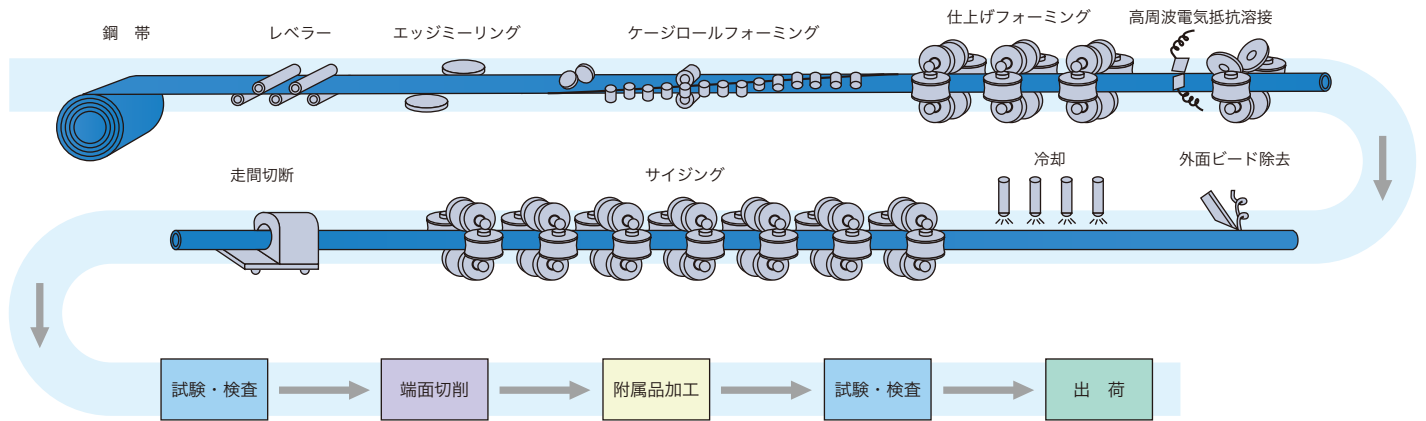 鋼　帯
レベラー
エッジミーリング
ケージロールフォーミング
仕上げフォーミング
高周波電気抵抗溶接
外面ビード除去
冷却
サイジング
走間切断
試験・検査
端面切削
附属品加工
試験・検査
出　荷